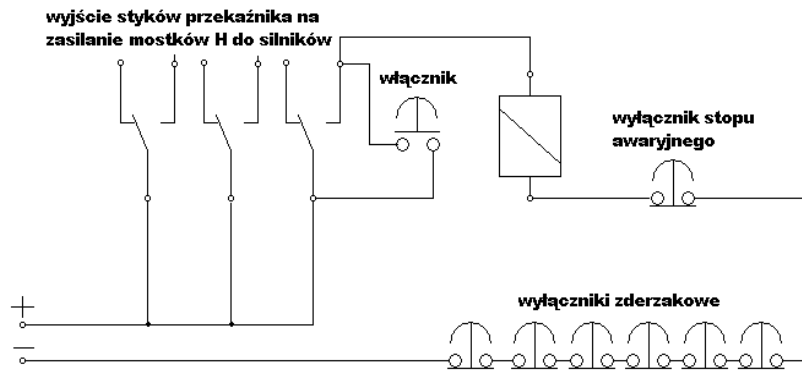 wyjście styków przekaźnika na
zasilanie mostków H do silników
włącznik
wyłącznik stopu
awaryjnego
wyłączniki zderzakowe
+
−